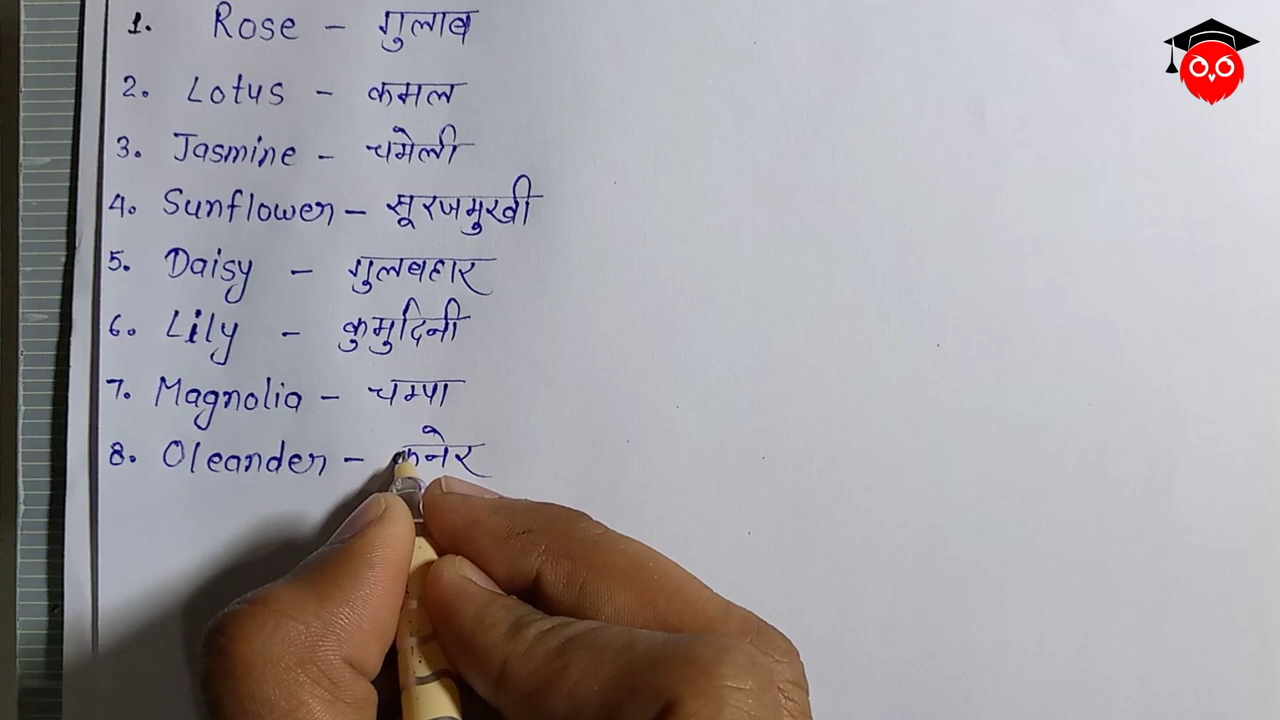 1. Rose - गुलाब
2. Lotus - कमल
3. Jasmine - चमेली
4. Sunflower - सूरजमुखी
5. Daisy - गुलबहार
6. Lily - कुमुदिनी
7. Magnolia - चम्पा
8. Oleander - कनेर